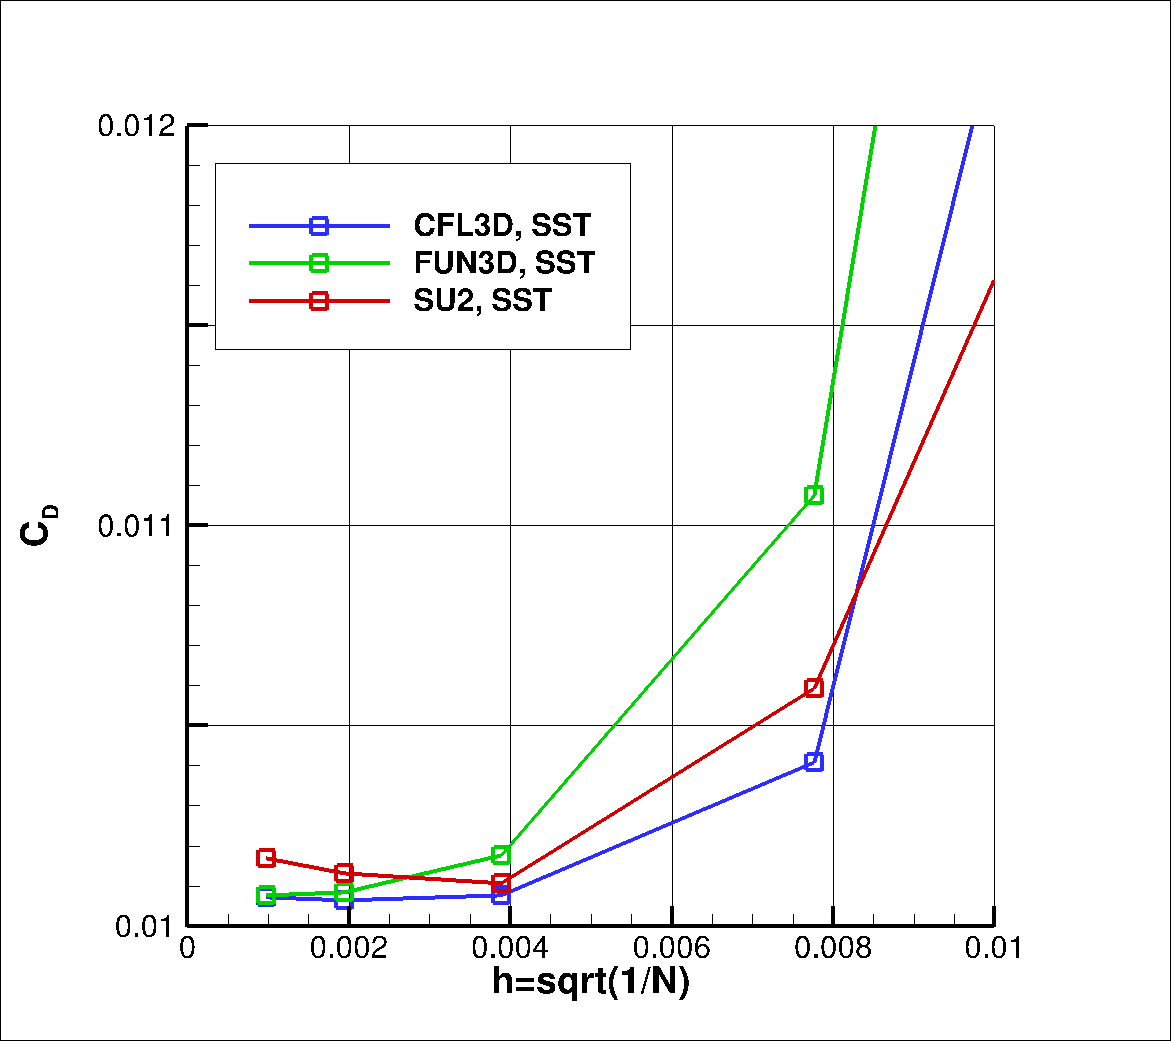 0.012
CFL3D, SST
FUN3D, SST
SU2, SST
0.011
C_D
0.01
0 0.002 0.004 0.006 0.008 0.01
h=sqrt(1/N)